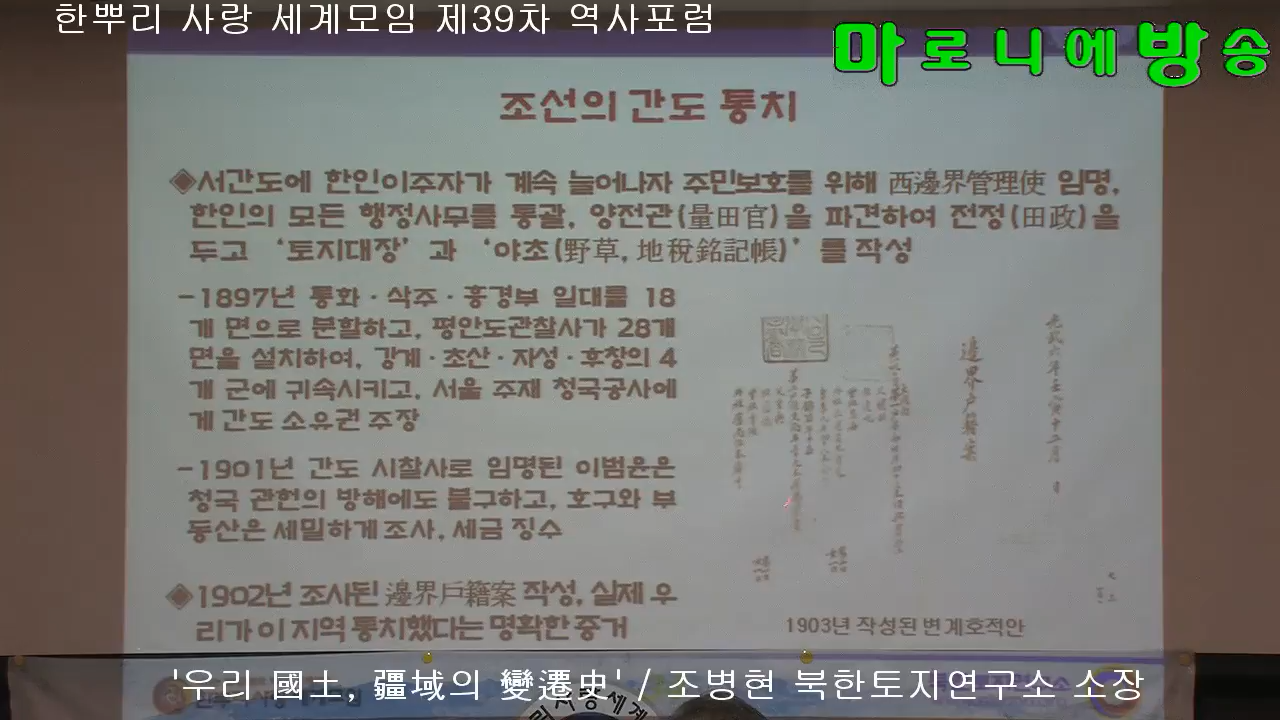 한뿌리 사랑 세계모임 제39차 역사포럼
마로니에방송
조선의 간도 통치
◈서간도에 한인이주자가 계속 늘어나자 주민보호를 위해 西邊界管理使 임명,
한인의 모든 행정사무를 통괄, 양전관(量田官)을 파견하여 전정(田政)을
두고 ‘토지대장’과 ‘야초(野草, 地稅銘記帳)’를 작성
-1897년 통화·삭주·흥경부 일대를 18
개 면으로 분할하고, 평안도관찰사가 28개
면을 설치하여, 강계·초산·자성·후창의 4
개 군에 귀속시키고, 서울 주재 청국공사에
게 간도 소유권 주장
-1901년 간도 시찰사로 임명된 이범윤은
청국 관헌의 방해에도 불구하고, 호구와 부
동산은 세밀하게 조사, 세금 징수
◈1902년 조사된 邊界戶籍案 작성, 실제 우
리가 이 지역 통치했다는 명확한 증거
邊界戶籍案
1903년 작성된 변계호적안
'우리 國土, 疆域의 變遷史' / 조병현 북한토지연구소 소장